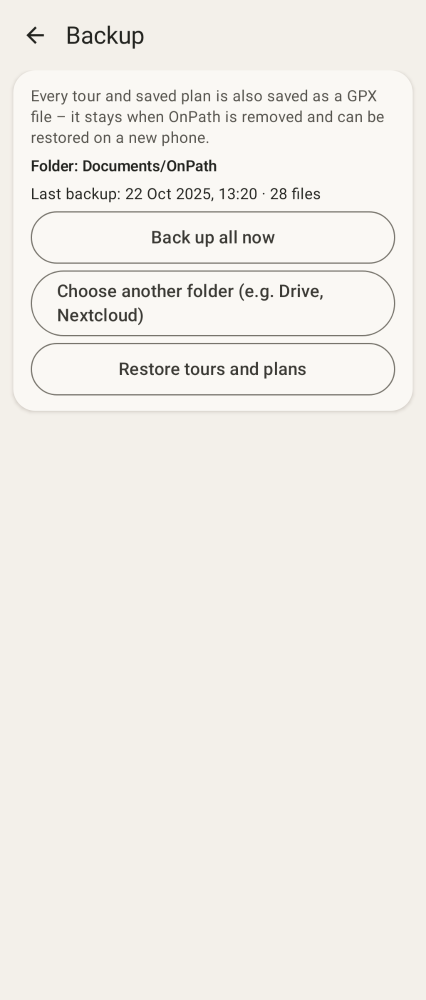 Backup
Every tour and saved plan is also saved as a GPX
file – it stays when OnPath is removed and can be
restored on a new phone.
Folder: Documents/OnPath
Last backup: 22 Oct 2025, 13:20 · 28 files
Back up all now
Choose another folder (e.g. Drive,
Nextcloud)
Restore tours and plans